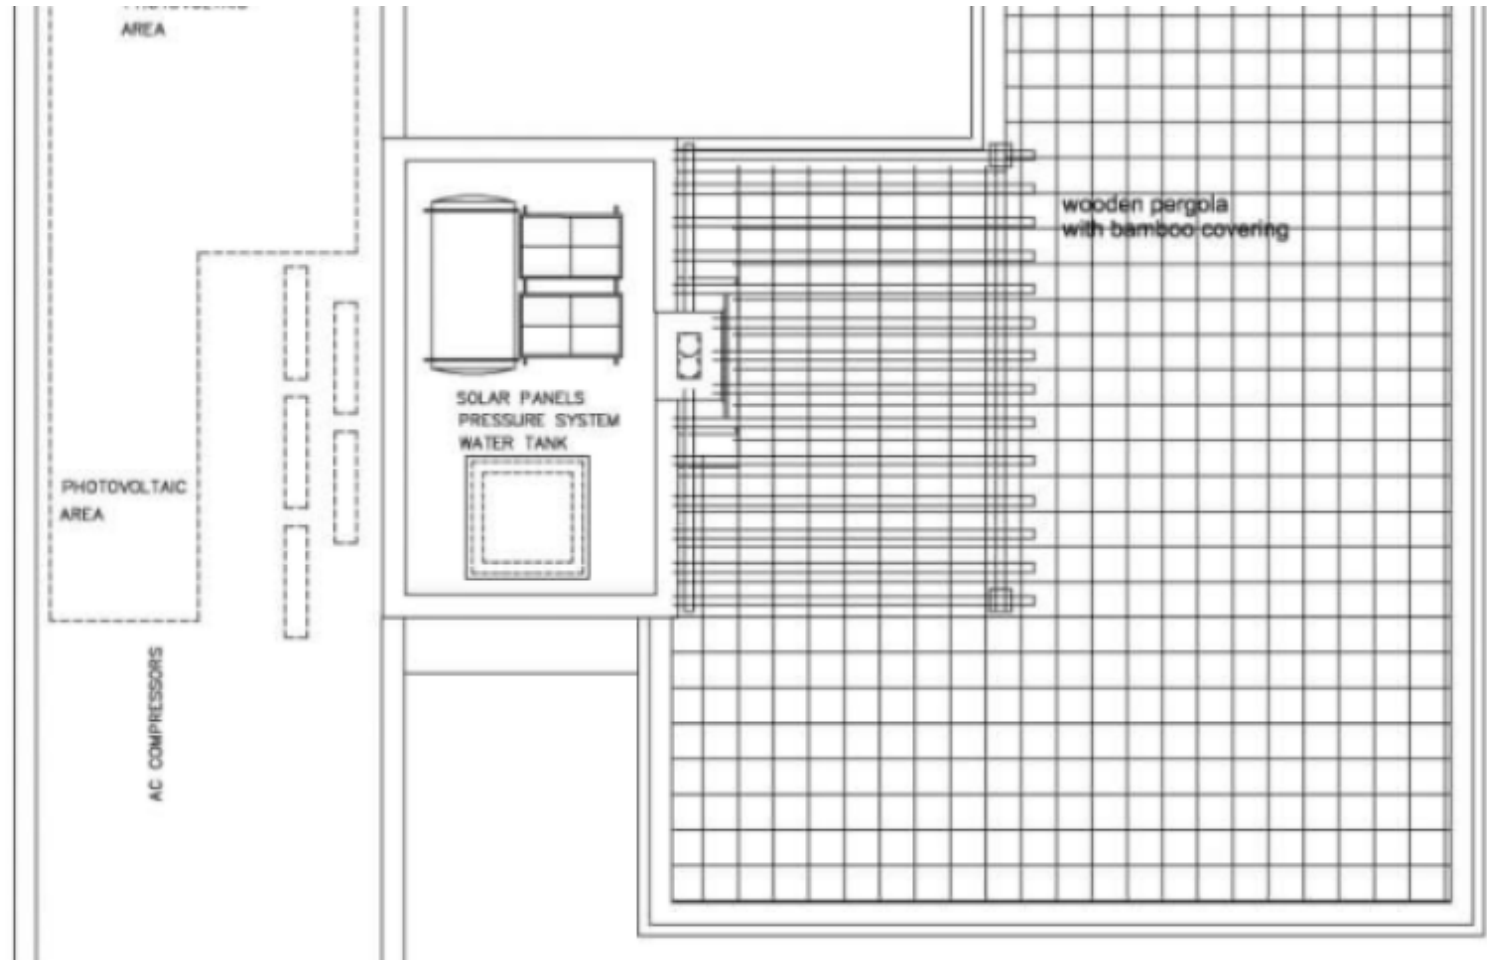 AREA
wooden pergola
with bamboo covering
SOLAR PANELS
PRESSURE SYSTEM
WATER TANK
PHOTOVOLTAIC
AREA
AC COMPRESSORS